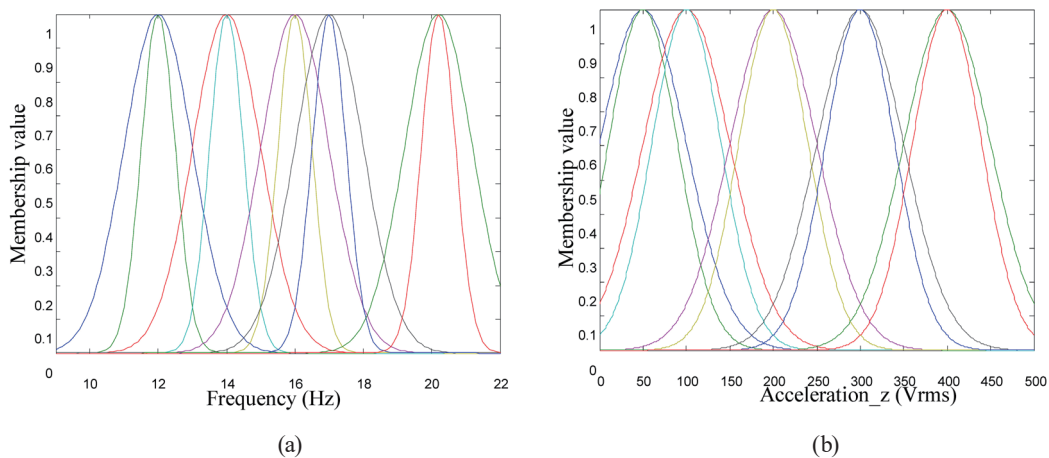 1
0.9
0.8
0.7
0.6
0.5
0.4
0.3
0.2
0.1
0
Membership value
10 12 14 16 18 20 22
Frequency (Hz)
(a)
1
0.9
0.8
0.7
0.6
0.5
0.4
0.3
0.2
0.1
0
Membership value
0 50 100 150 200 250 300 350 400 450 500
Acceleration_z (Vrms)
(b)